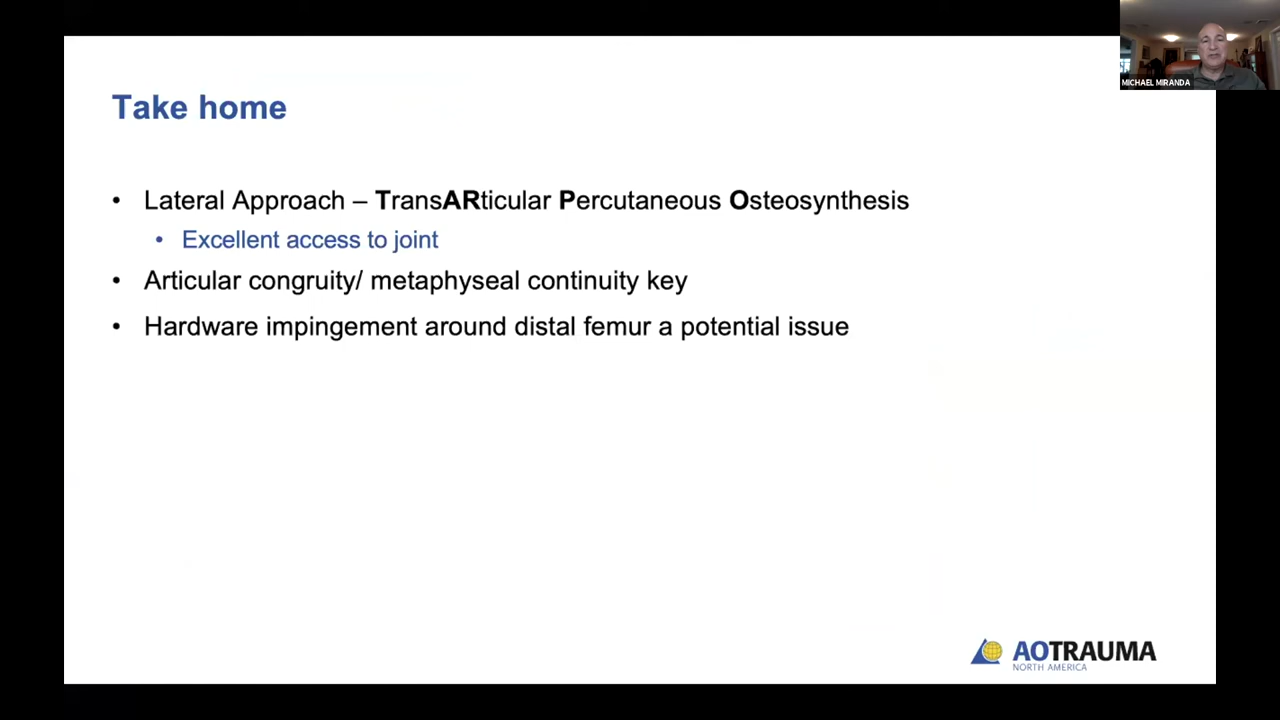 MICHAEL MIRANDA
Take home
• Lateral Approach – TransARticular Percutaneous Osteosynthesis
• Excellent access to joint
• Articular congruity/ metaphyseal continuity key
• Hardware impingement around distal femur a potential issue
AOTRAUMA
NORTH AMERICA